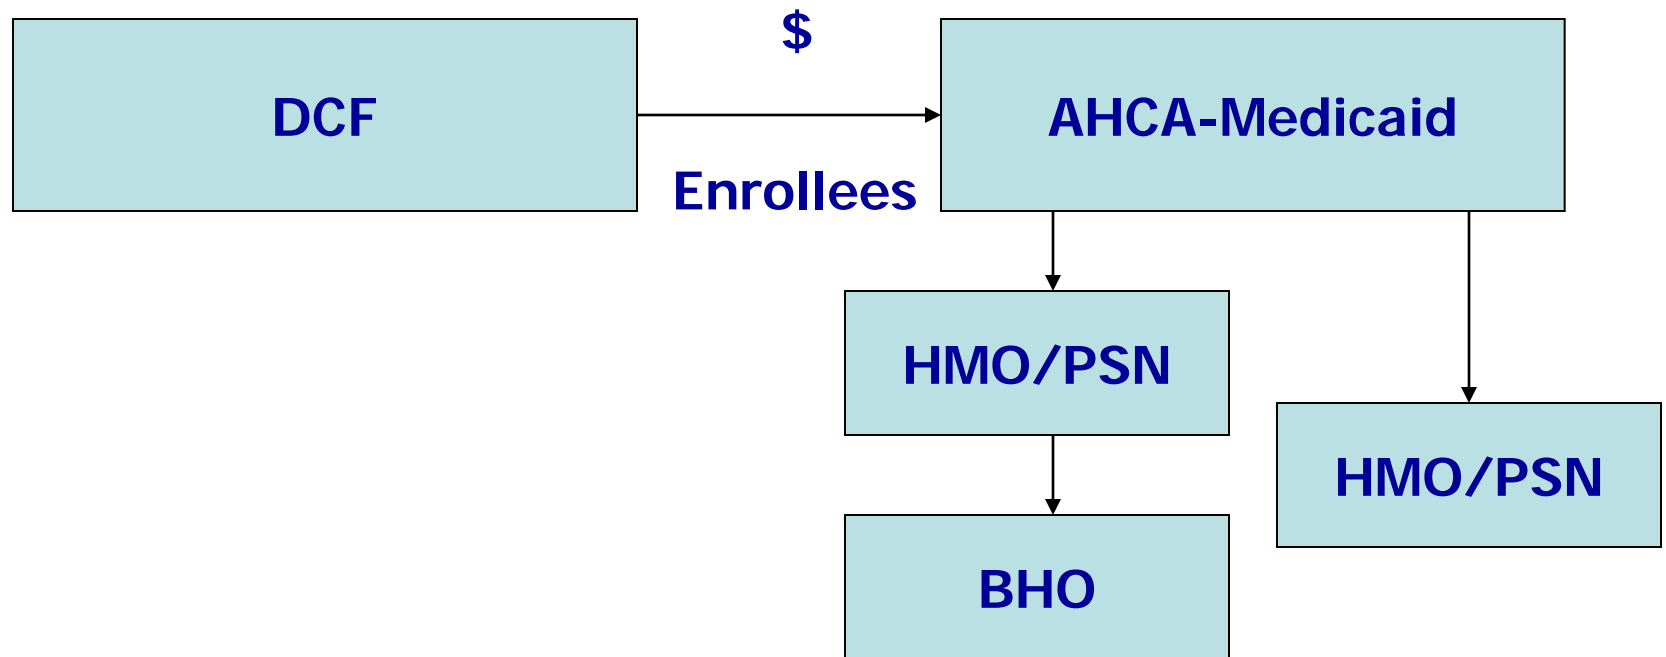 $
DCF
AHCA-Medicaid
Enrollees
HMO/PSN
HMO/PSN
BHO